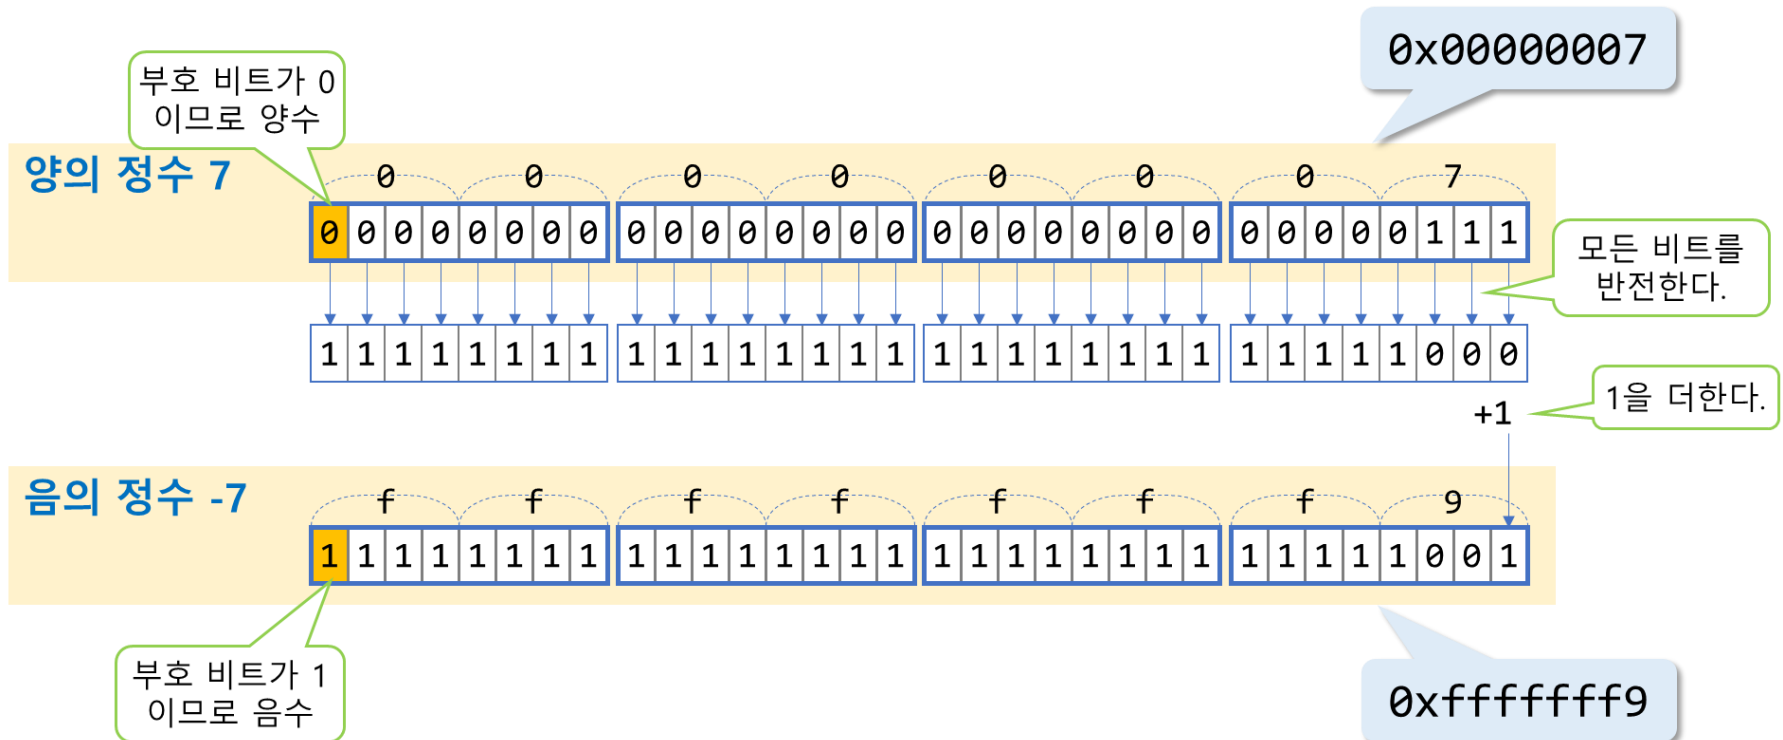 0x00000007
부호 비트가 0
이므로 양수
양의 정수 7
0 0 0 0 0 0 0 7
0 0 0 0 0 0 0 0 0 0 0 0 0 0 0 0 0 0 0 0 0 0 0 0 0 0 0 0 0 1 1 1
모든 비트를
반전한다.
1 1 1 1 1 1 1 1 1 1 1 1 1 1 1 1 1 1 1 1 1 1 1 1 1 1 1 1 1 0 0 0
+1
1을 더한다.
음의 정수 -7
f f f f f f f 9
1 1 1 1 1 1 1 1 1 1 1 1 1 1 1 1 1 1 1 1 1 1 1 1 1 1 1 1 1 0 0 1
부호 비트가 1
이므로 음수
0xfffffff9